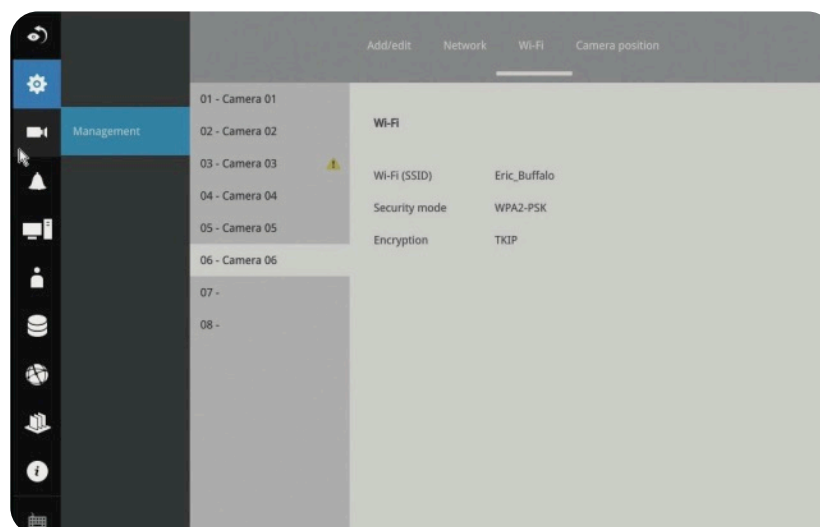 Add/edit Network Wi-Fi Camera position
Management
01 - Camera 01
02 - Camera 02
03 - Camera 03
04 - Camera 04
05 - Camera 05
06 - Camera 06
07 -
08 -
Wi-Fi
Wi-Fi (SSID) Eric_Buffalo
Security mode WPA2-PSK
Encryption TKIP